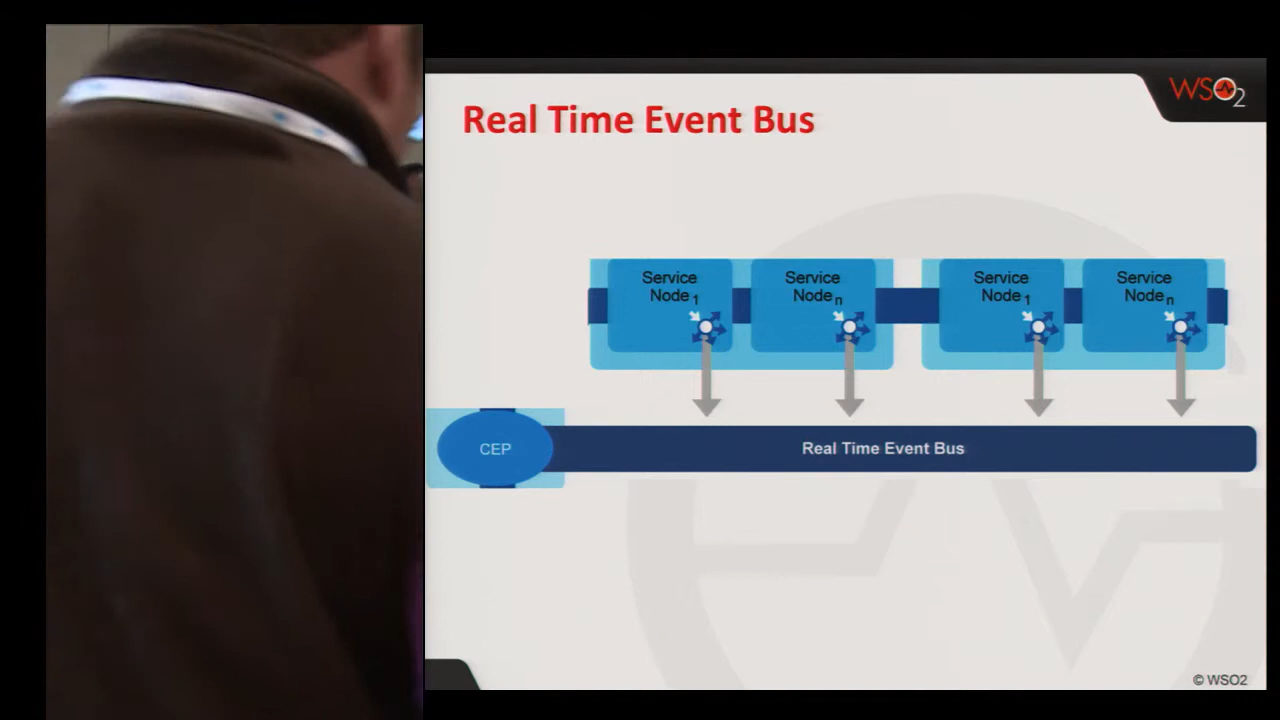 WSO2
Real Time Event Bus
Service
Node 1
Service
Node n
Service
Node 1
Service
Node n
CEP
Real Time Event Bus
© WSO2